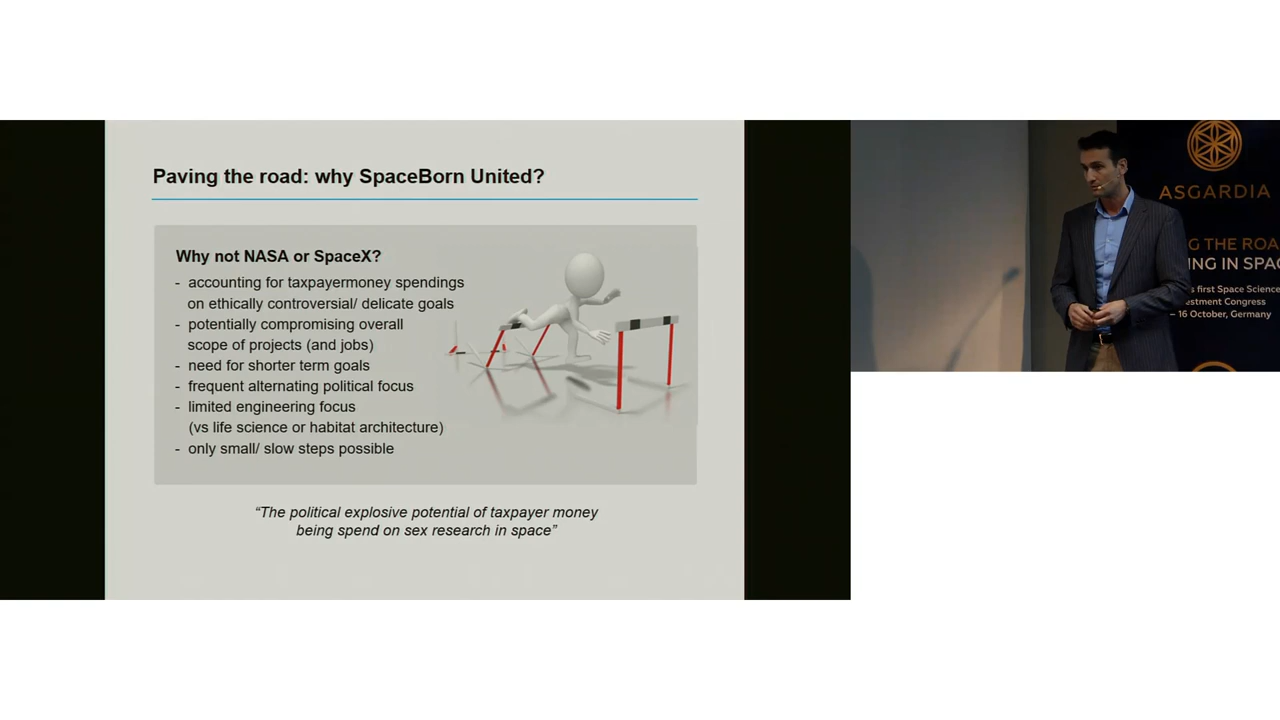 Paving the road: why SpaceBorn United?
Why not NASA or SpaceX?
- accounting for taxpayermoney spendings
on ethically controversial/ delicate goals
- potentially compromising overall
scope of projects (and jobs)
- need for shorter term goals
- frequent alternating political focus
- limited engineering focus
(vs life science or habitat architecture)
- only small/ slow steps possible
“The political explosive potential of taxpayer money
being spend on sex research in space”
ASGARDIA
G THE ROA
ING IN SPA
s first Space Science
estment Congress
– 16 October, Germany